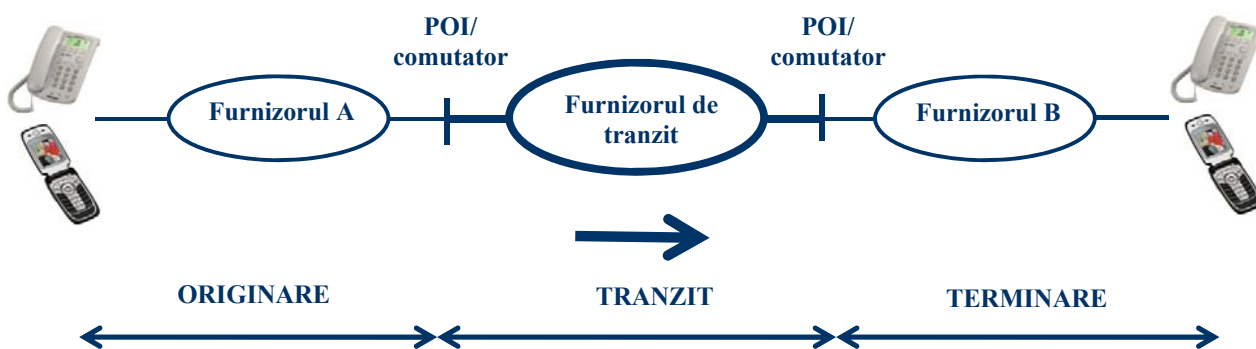 POI/
comutator
POI/
comutator
Furnizorul A
Furnizorul de
tranzit
Furnizorul B
ORIGINARE
TRANZIT
TERMINARE